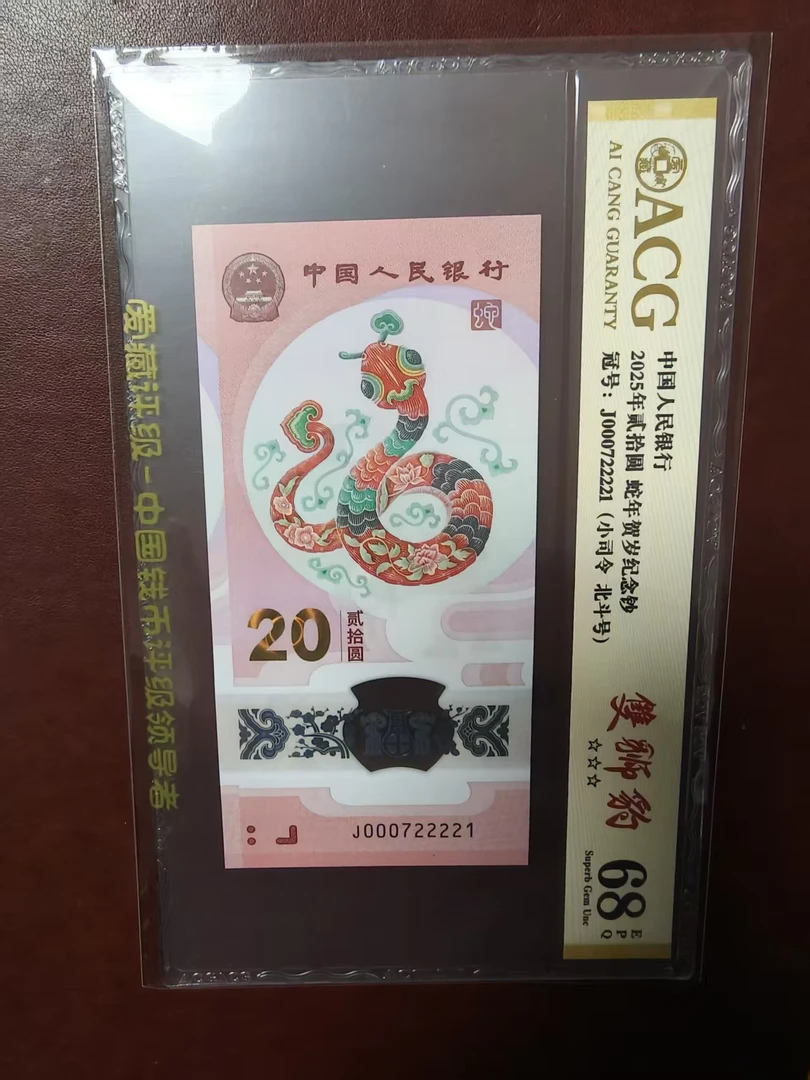 中国人民银行
蛇
20
贰拾圆
J000722221
ACG
AI CANG GUARANTY
中国人民银行
2025年贰拾圆 蛇年贺岁纪念钞
冠号：J000722221（小司令 北斗号）
雙獅豹
☆☆☆
68
EPQ
Superb Gem Unc
爱藏评级-中国钱币评级领导者